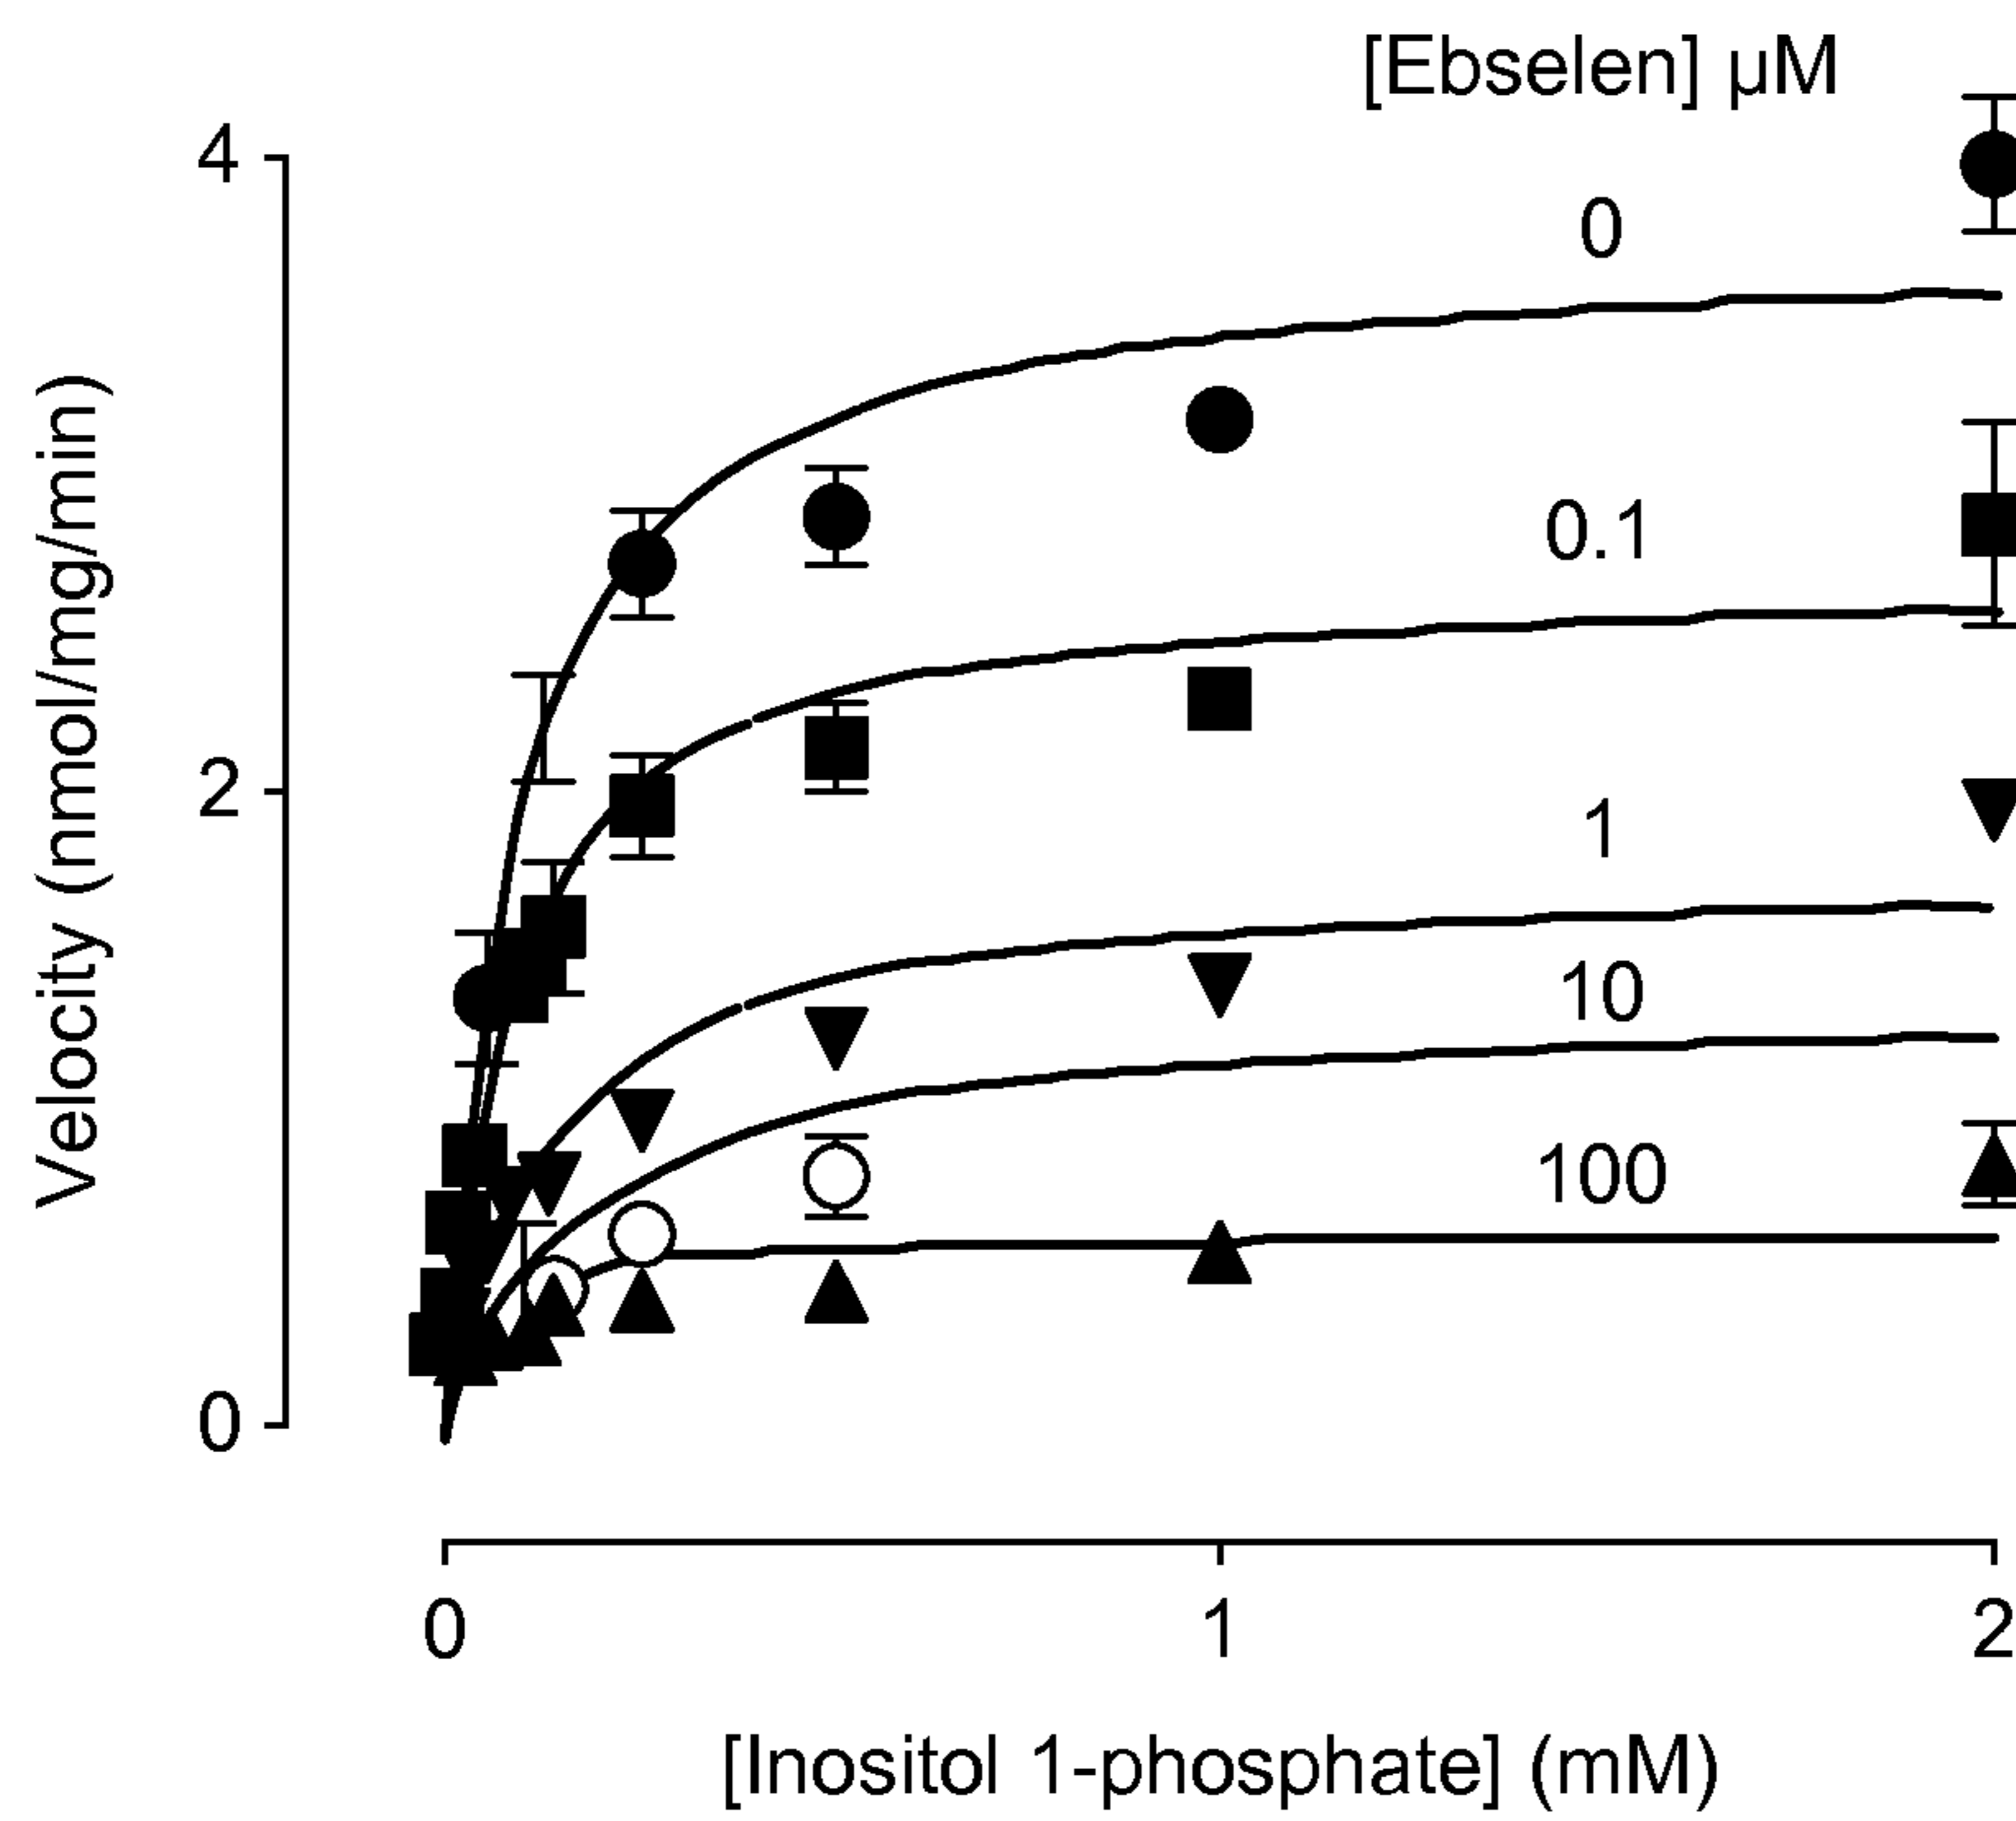 [Ebselen] µM
4
0
0.1
2
1
10
100
0
Velocity (nmol/mg/min)
0 1 2
[Inositol 1-phosphate] (mM)